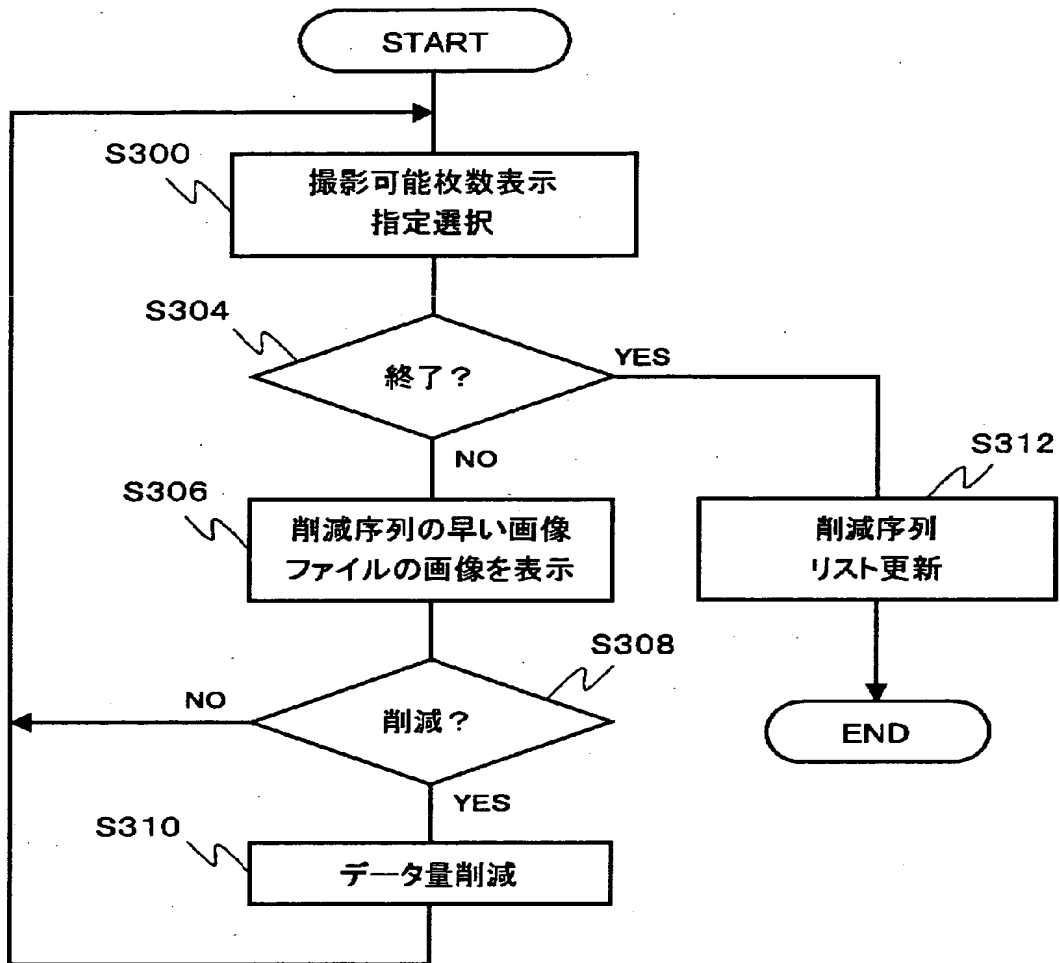 START
S300
撮影可能枚数表示
指定選択
S304
終了？
YES
NO
S312
削減序列
リスト更新
S306
削減序列の早い画像
ファイルの画像を表示
S308
NO
削減？
END
YES
S310
データ量削減